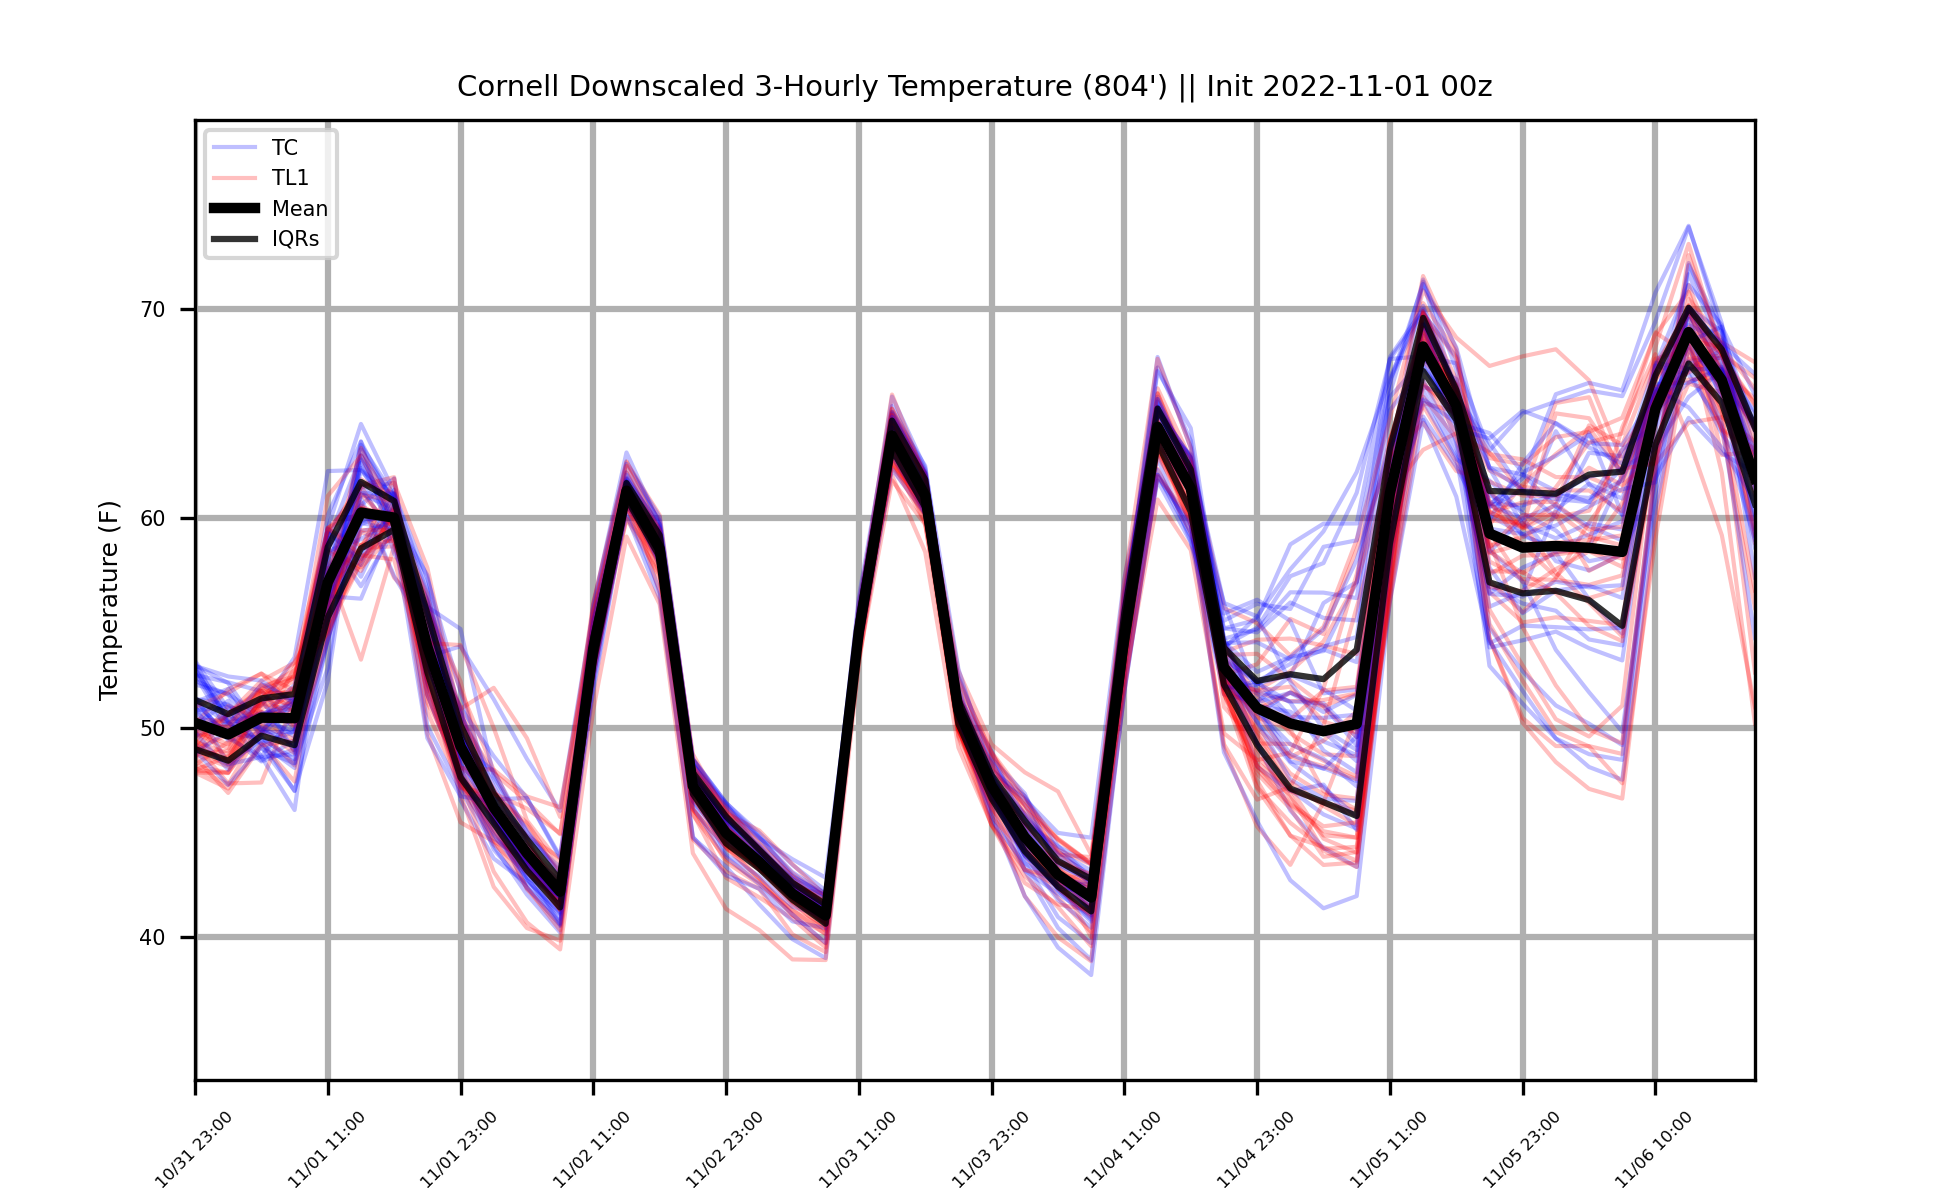 Cornell Downscaled 3-Hourly Temperature (804') || Init 2022-11-01 00z
TC
TL1
Mean
IQRs
Temperature (F)
70
60
50
40
10/31 23:00
11/01 11:00
11/01 23:00
11/02 11:00
11/02 23:00
11/03 11:00
11/03 23:00
11/04 11:00
11/04 23:00
11/05 11:00
11/05 23:00
11/06 10:00